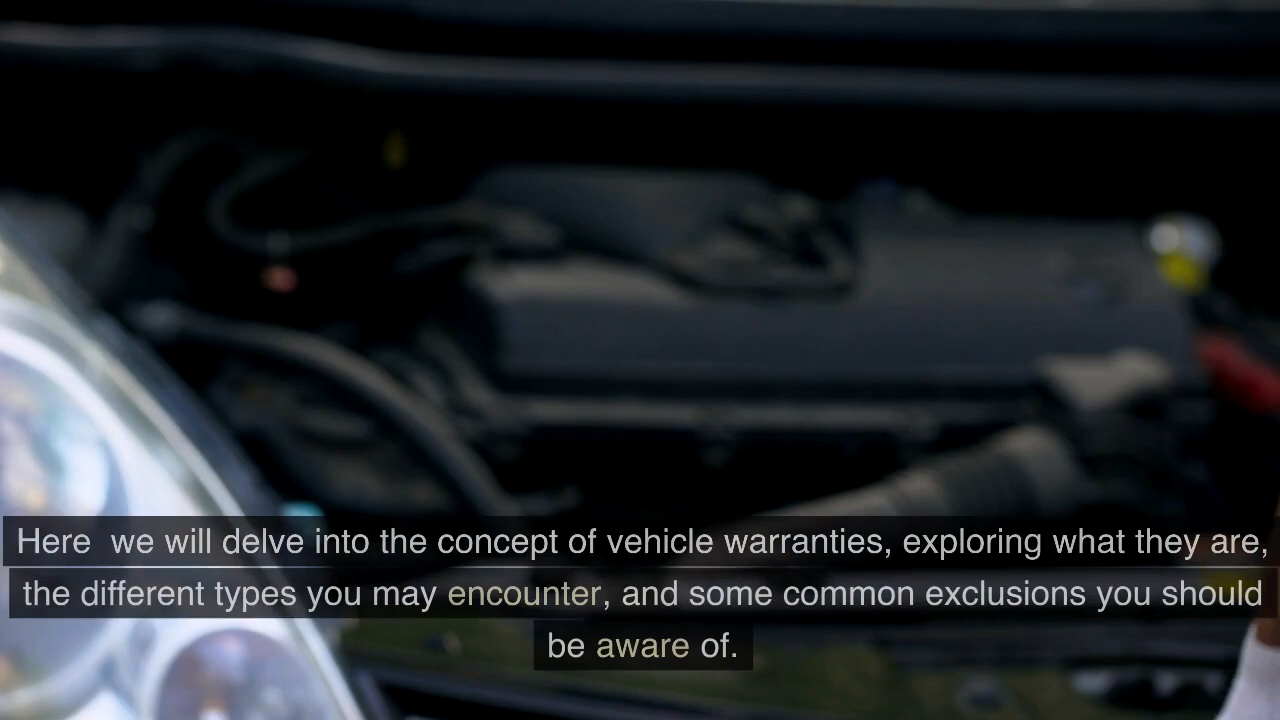 Here  we will delve into the concept of vehicle warranties, exploring what they are,
the different types you may encounter, and some common exclusions you should
be aware of.